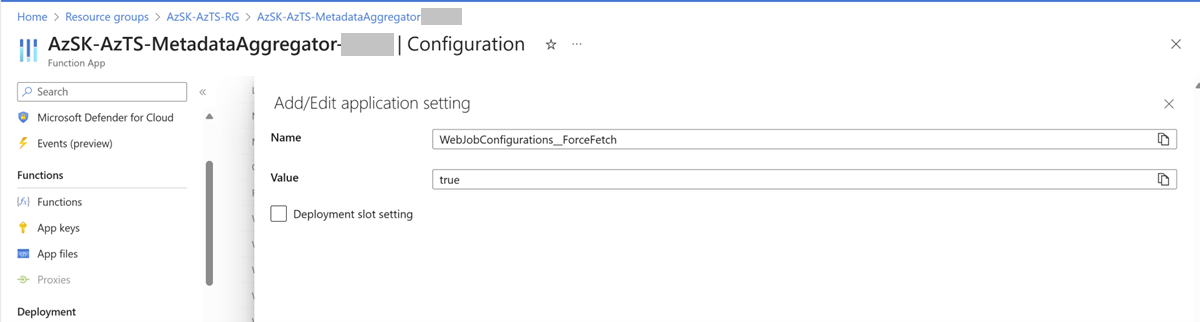 Home > Resource groups > AzSK-AzTS-RG > AzSK-AzTS-MetadataAggregator
AzSK-AzTS-MetadataAggregator- | Configuration
Function App
Search
Microsoft Defender for Cloud
Events (preview)
Functions
Functions
App keys
App files
Proxies
Deployment
Add/Edit application setting
Name
WebJobConfigurations__ForceFetch
Value
true
Deployment slot setting